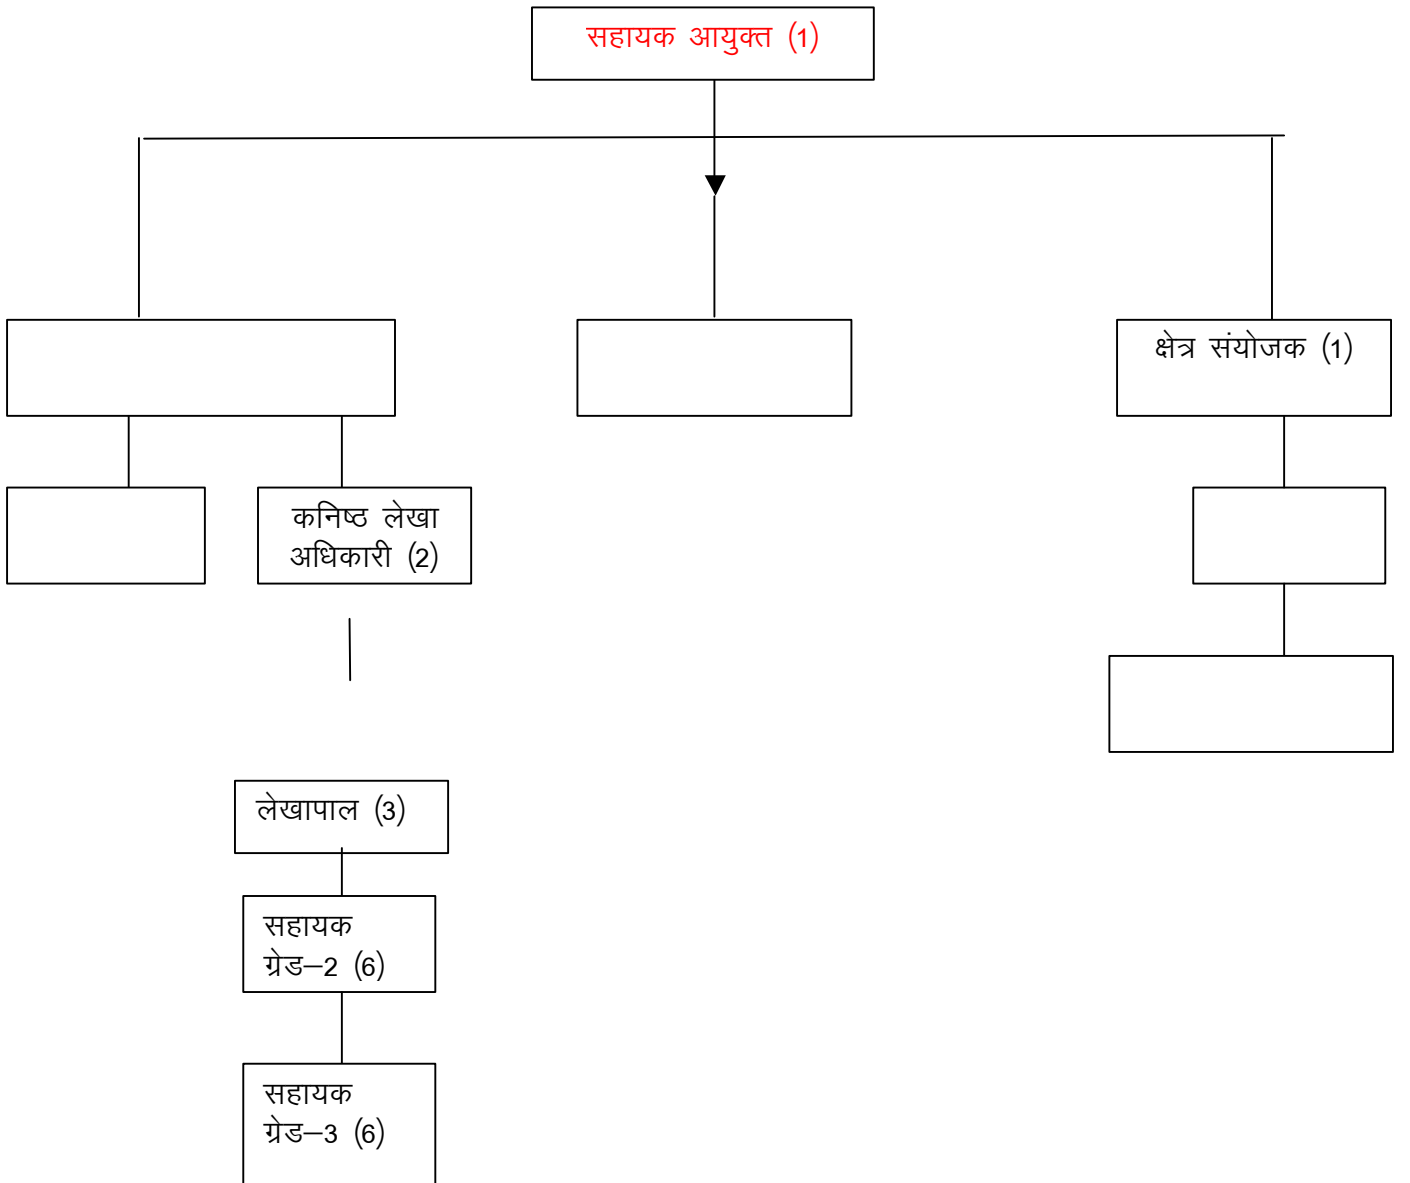 सहायक आयुक्त (1)
क्षेत्र संयोजक (1)
कनिष्ठ लेखा
अधिकारी (2)
लेखापाल (3)
सहायक
ग्रेड–2 (6)
सहायक
ग्रेड–3 (6)